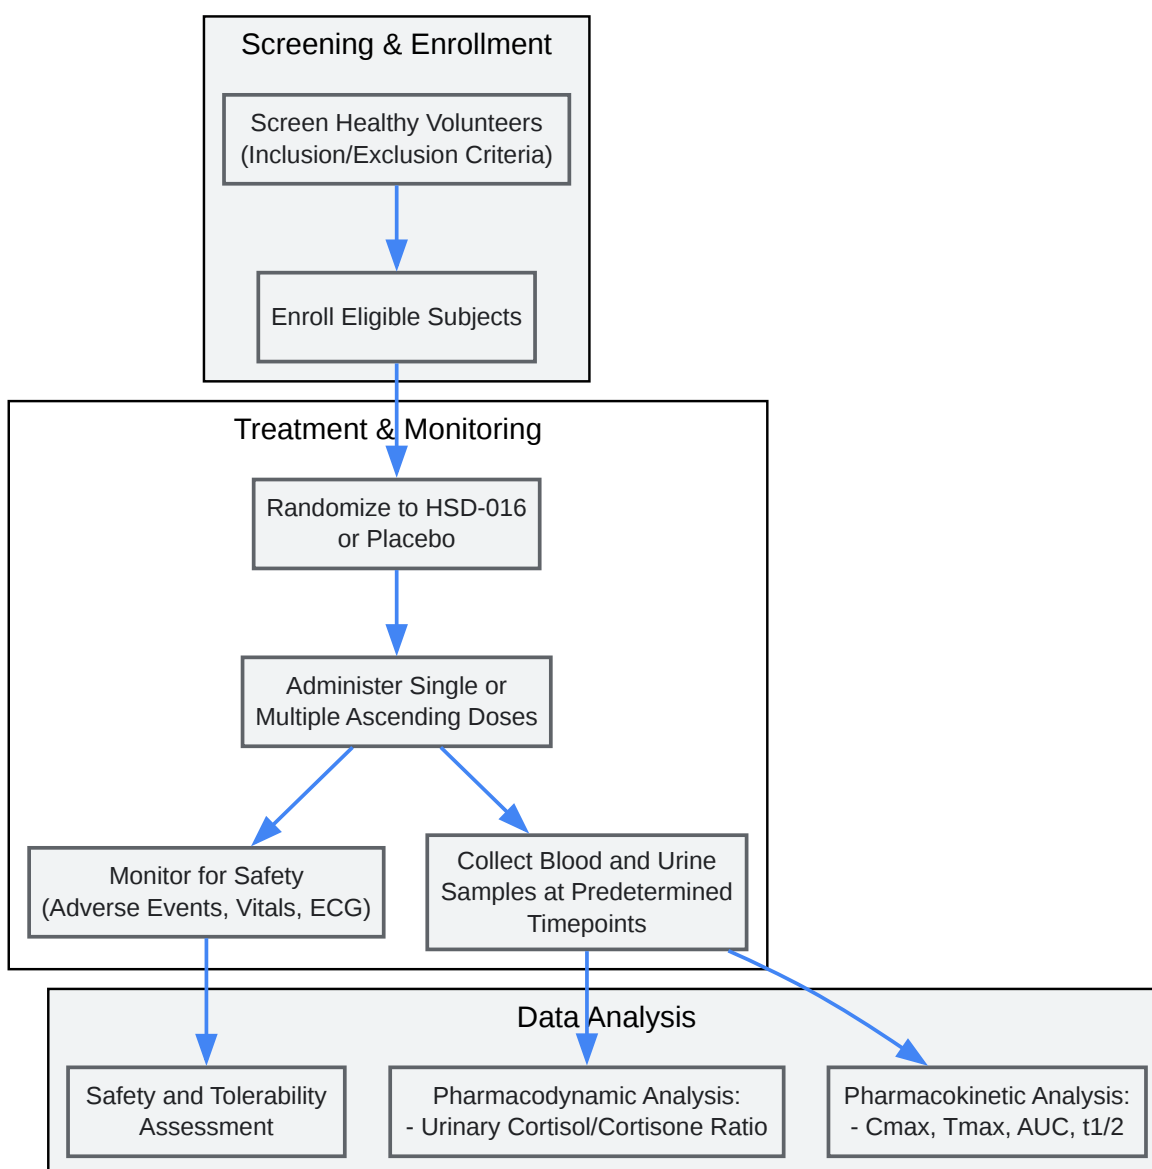 Screening & Enrollment
Screen Healthy Volunteers
(Inclusion/Exclusion Criteria)
Enroll Eligible Subjects
Treatment & Monitoring
Randomize to HSD-016
or Placebo
Administer Single or
Multiple Ascending Doses
Monitor for Safety
(Adverse Events, Vitals, ECG)
Collect Blood and Urine
Samples at Predetermined
Timepoints
Data Analysis
Safety and Tolerability
Assessment
Pharmacodynamic Analysis:
- Urinary Cortisol/Cortisone Ratio
Pharmacokinetic Analysis:
- Cmax, Tmax, AUC, t1/2